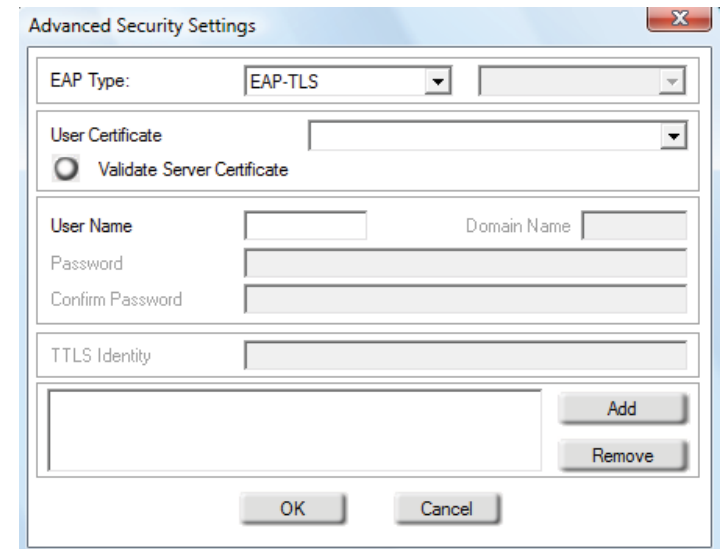 Advanced Security Settings
EAP Type: EAP-TLS
User Certificate
Validate Server Certificate
User Name Domain Name
Password
Confirm Password
TTLS Identity
Add
Remove
OK Cancel